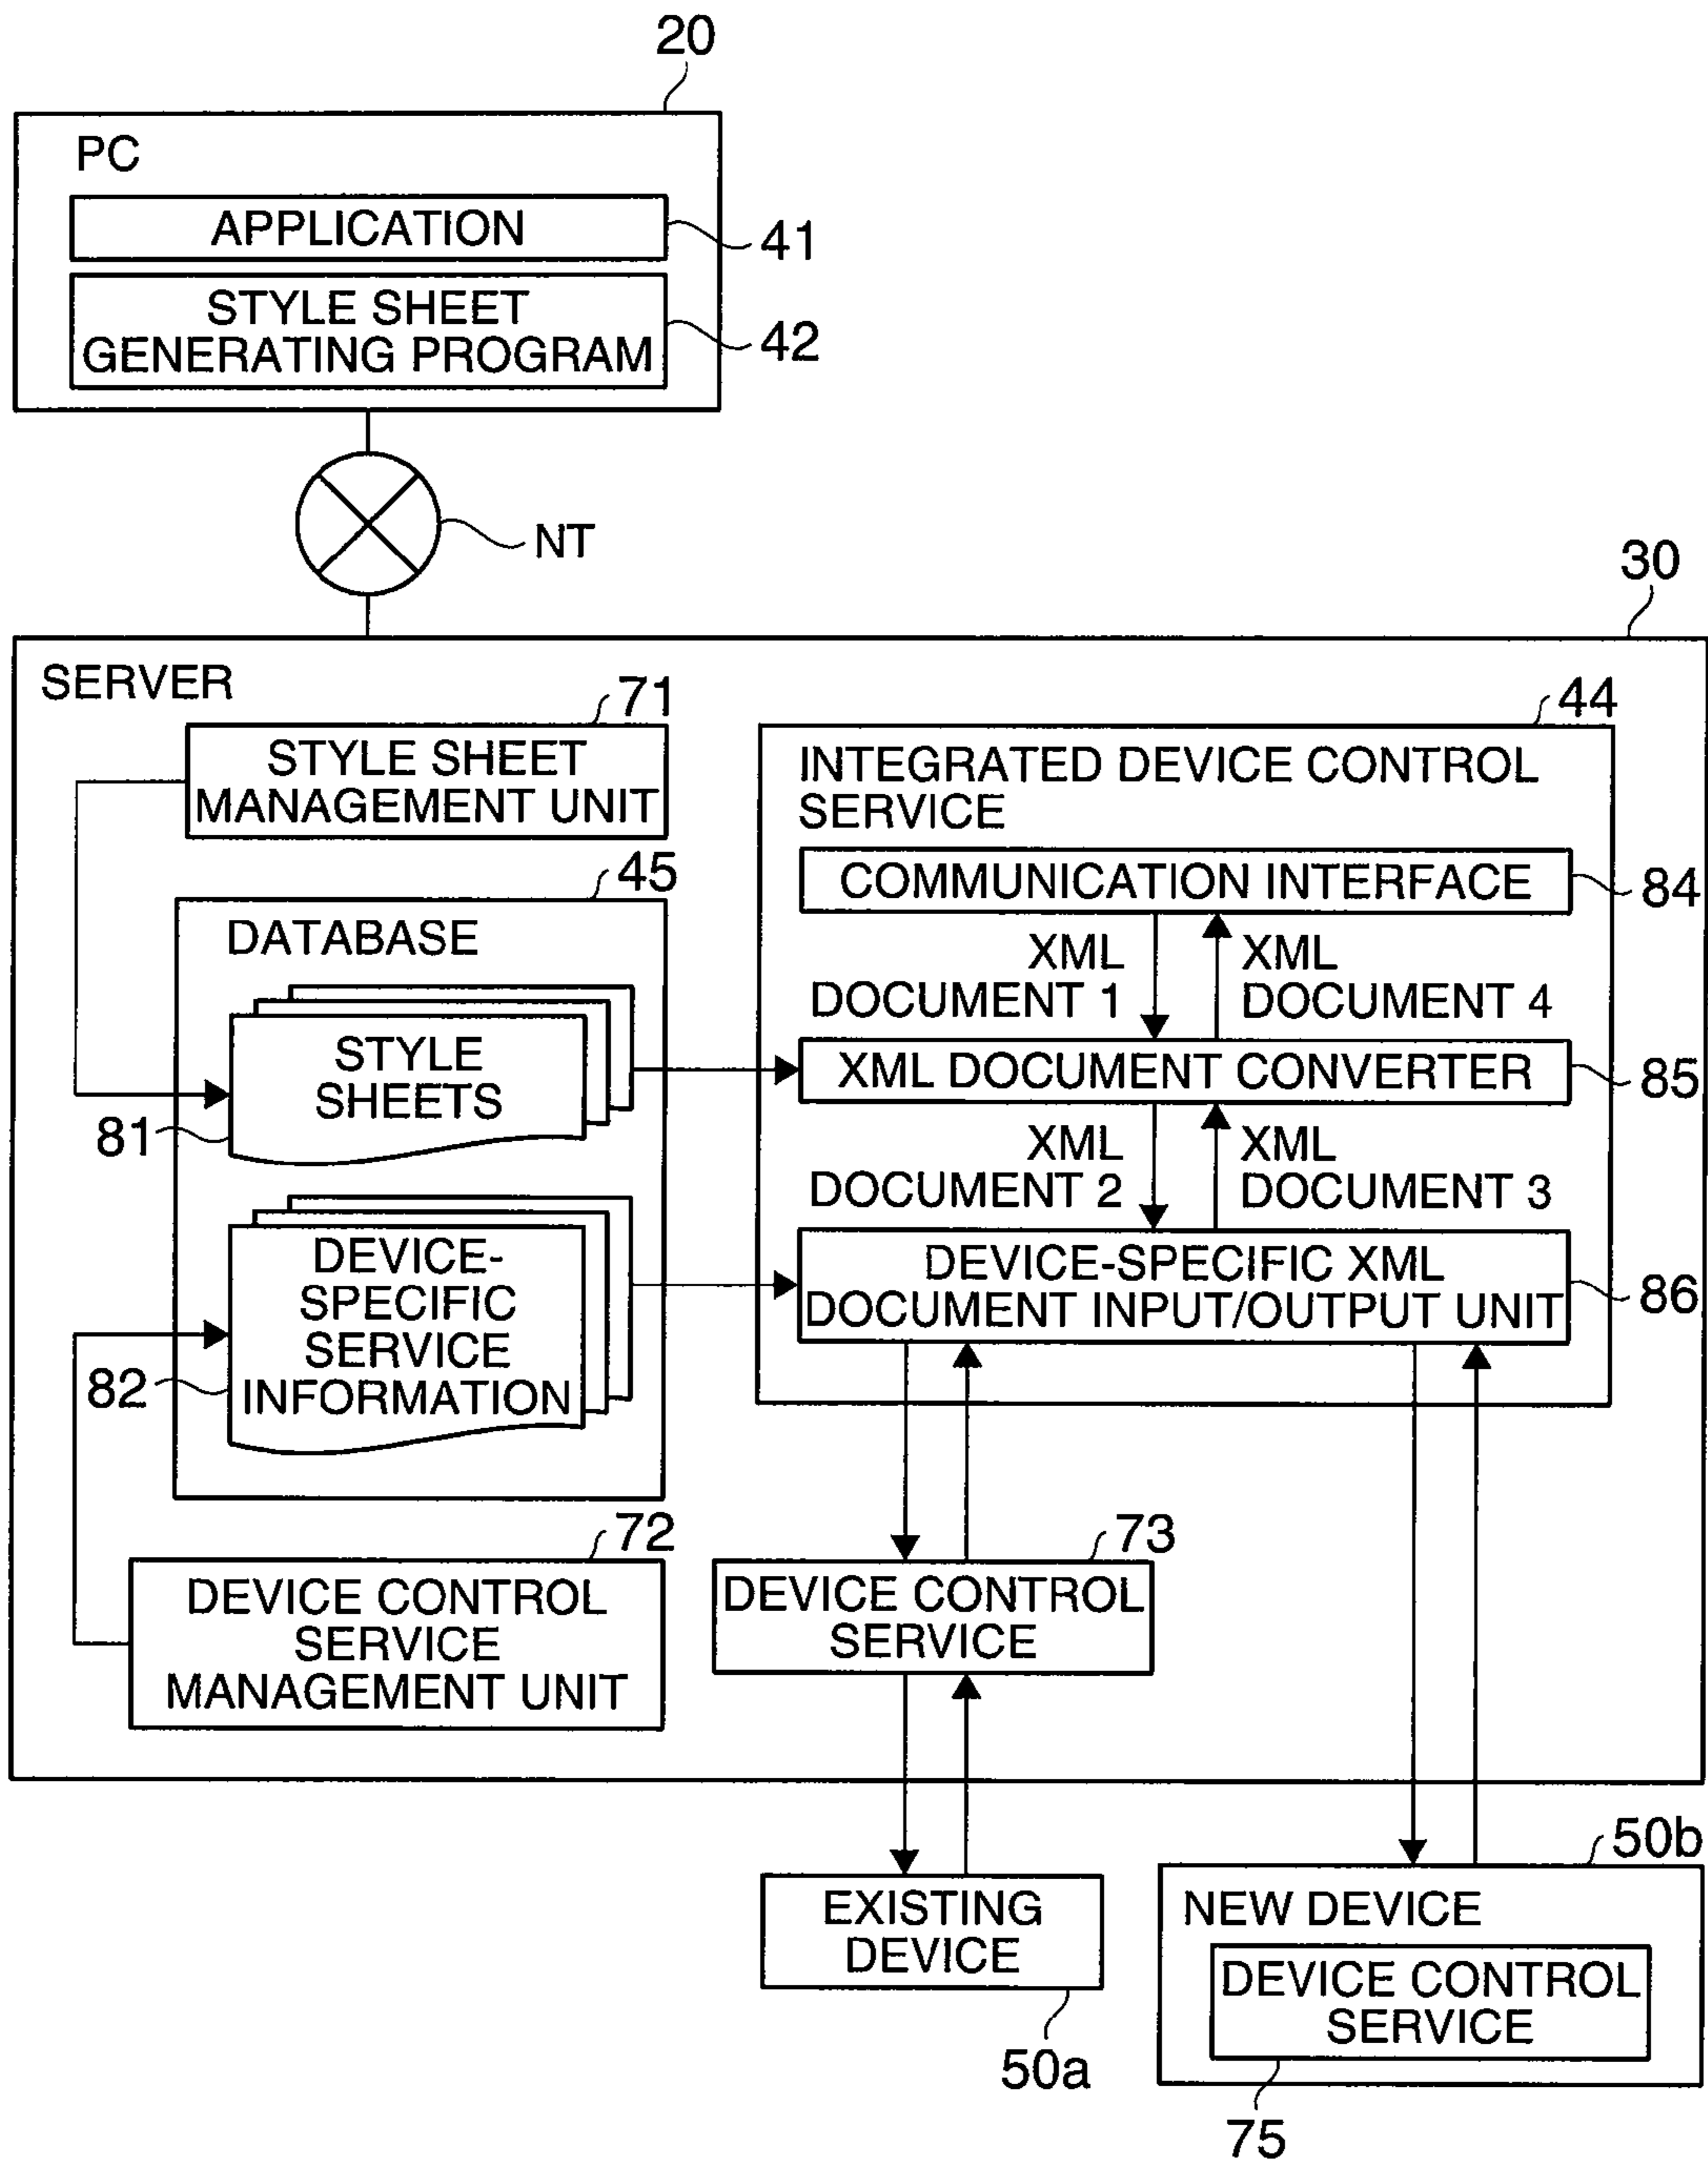 20
PC
APPLICATION
41
STYLE SHEET
GENERATING PROGRAM
42
NT
30
SERVER
71
STYLE SHEET
MANAGEMENT UNIT
45
DATABASE
STYLE
SHEETS
81
DEVICE-
SPECIFIC
SERVICE
INFORMATION
82
72
DEVICE CONTROL
SERVICE
MANAGEMENT UNIT
44
INTEGRATED DEVICE CONTROL
SERVICE
COMMUNICATION INTERFACE
84
XML
DOCUMENT 1
XML
DOCUMENT 4
XML DOCUMENT CONVERTER
85
XML
DOCUMENT 2
XML
DOCUMENT 3
DEVICE-SPECIFIC XML
DOCUMENT INPUT/OUTPUT UNIT
86
73
DEVICE CONTROL
SERVICE
EXISTING
DEVICE
50a
50b
NEW DEVICE
DEVICE CONTROL
SERVICE
75